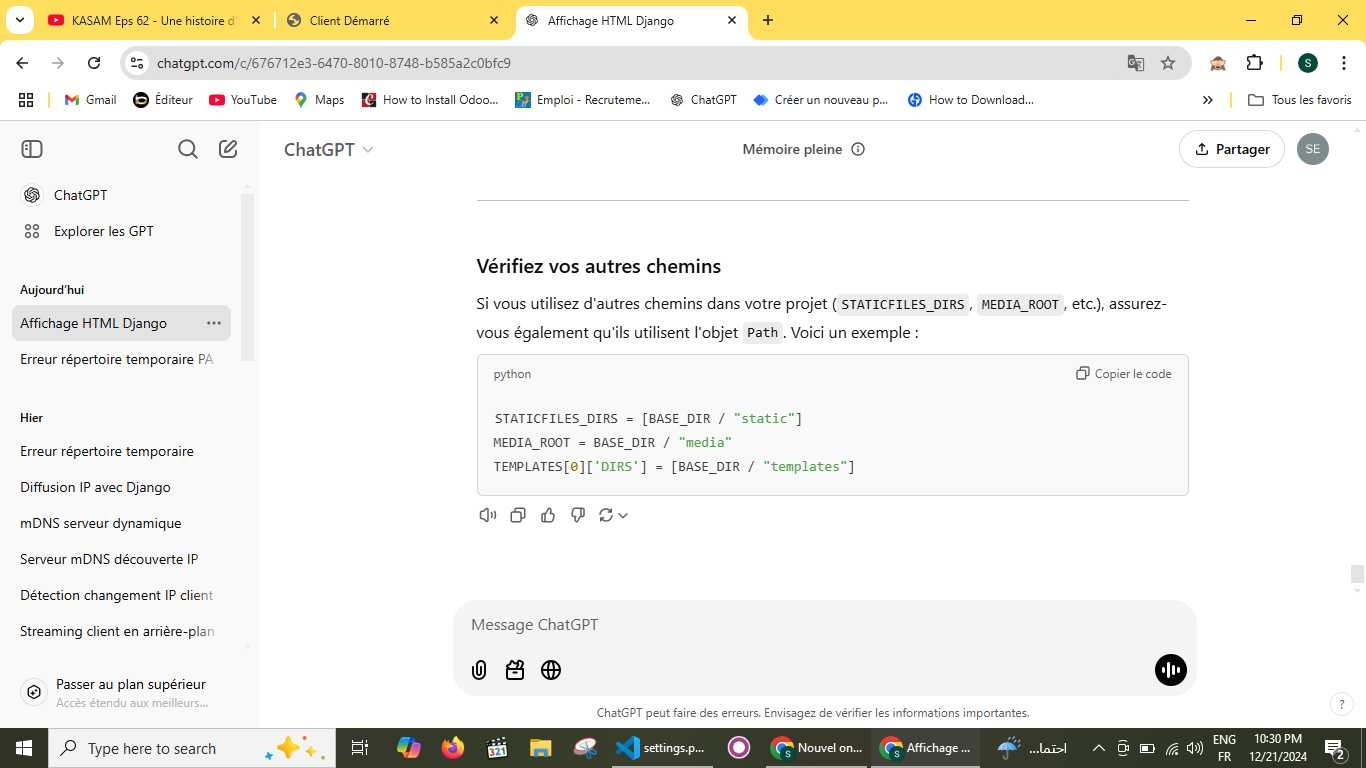 KASAM Eps 62 - Une histoire d'
Client Démarré
Affichage HTML Django
chatgpt.com/c/676712e3-6470-8010-8748-b585a2c0bfc9
Gmail
Éditeur
YouTube
Maps
How to Install Odoo...
Emploi - Recruteme...
ChatGPT
Créer un nouveau p...
How to Download...
Tous les favoris
ChatGPT
Mémoire pleine
Partager
SE
ChatGPT
Explorer les GPT
Aujourd'hui
Affichage HTML Django
Erreur répertoire temporaire PA
Hier
Erreur répertoire temporaire
Diffusion IP avec Django
mDNS serveur dynamique
Serveur mDNS découverte IP
Détection changement IP client
Streaming client en arrière-plan
Passer au plan supérieur
Accès étendu aux meilleurs...
Vérifiez vos autres chemins
Si vous utilisez d'autres chemins dans votre projet ( STATICFILES_DIRS, MEDIA_ROOT, etc.), assurez-
vous également qu'ils utilisent l'objet Path. Voici un exemple :
python
Copier le code
STATICFILES_DIRS = [BASE_DIR / "static"]
MEDIA_ROOT = BASE_DIR / "media"
TEMPLATES[0]['DIRS'] = [BASE_DIR / "templates"]
Message ChatGPT
ChatGPT peut faire des erreurs. Envisagez de vérifier les informations importantes.
?
Type here to search
settings.p...
Nouvel on...
Affichage ...
احتما...
ENG
FR
10:30 PM
12/21/2024
2